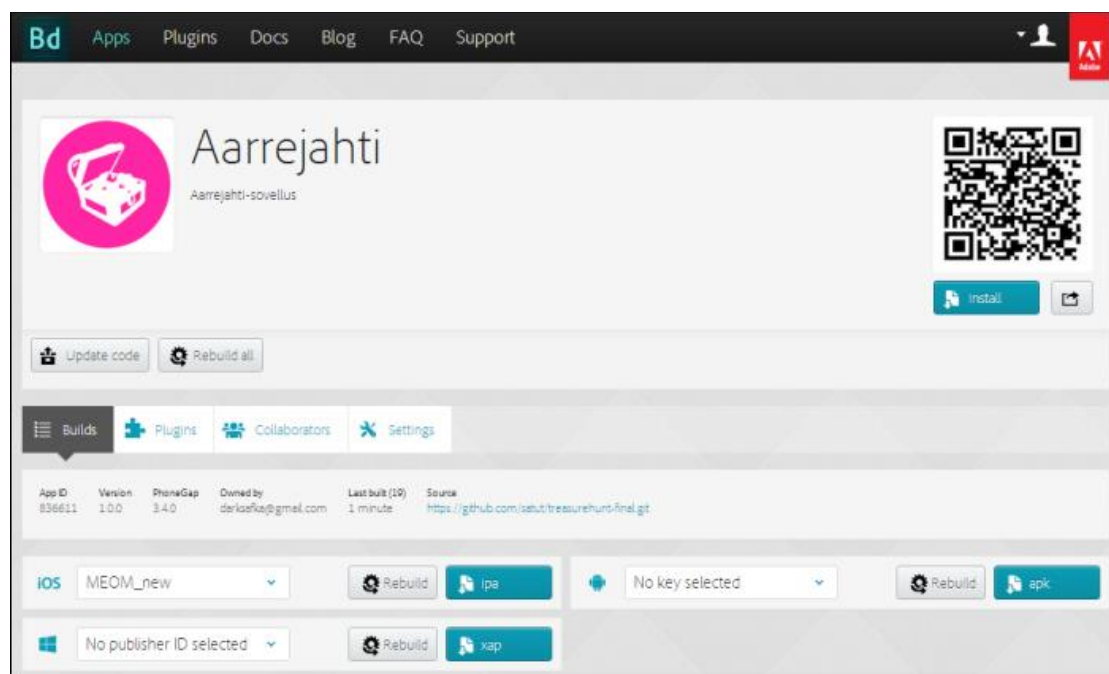 Bd Apps Plugins Docs Blog FAQ Support
Adobe
Aarrejahti
Aarrejahti-sovellus
Install
Update code Rebuild all
Builds Plugins Collaborators Settings
App ID Version PhoneGap Owned by Last built (19) Source
836611 1.0.0 3.4.0 darksafka@gmail.com 1 minute https://github.com/satut/treasurehunt-final.git
iOS MEOM_new Rebuild ipa No key selected Rebuild apk
No publisher ID selected Rebuild xap